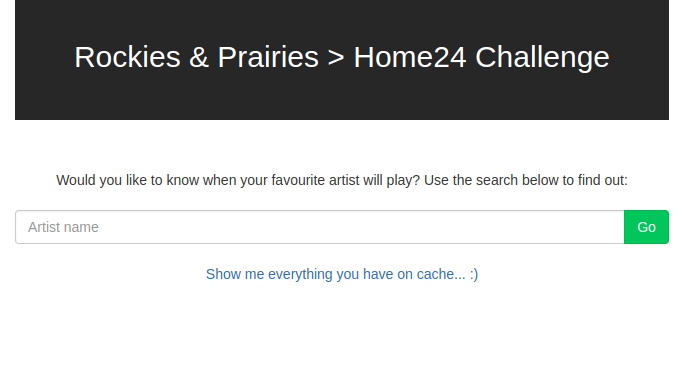 Rockies & Prairies > Home24 Challenge
Would you like to know when your favourite artist will play? Use the search below to find out:
Artist name
Go
Show me everything you have on cache... :)